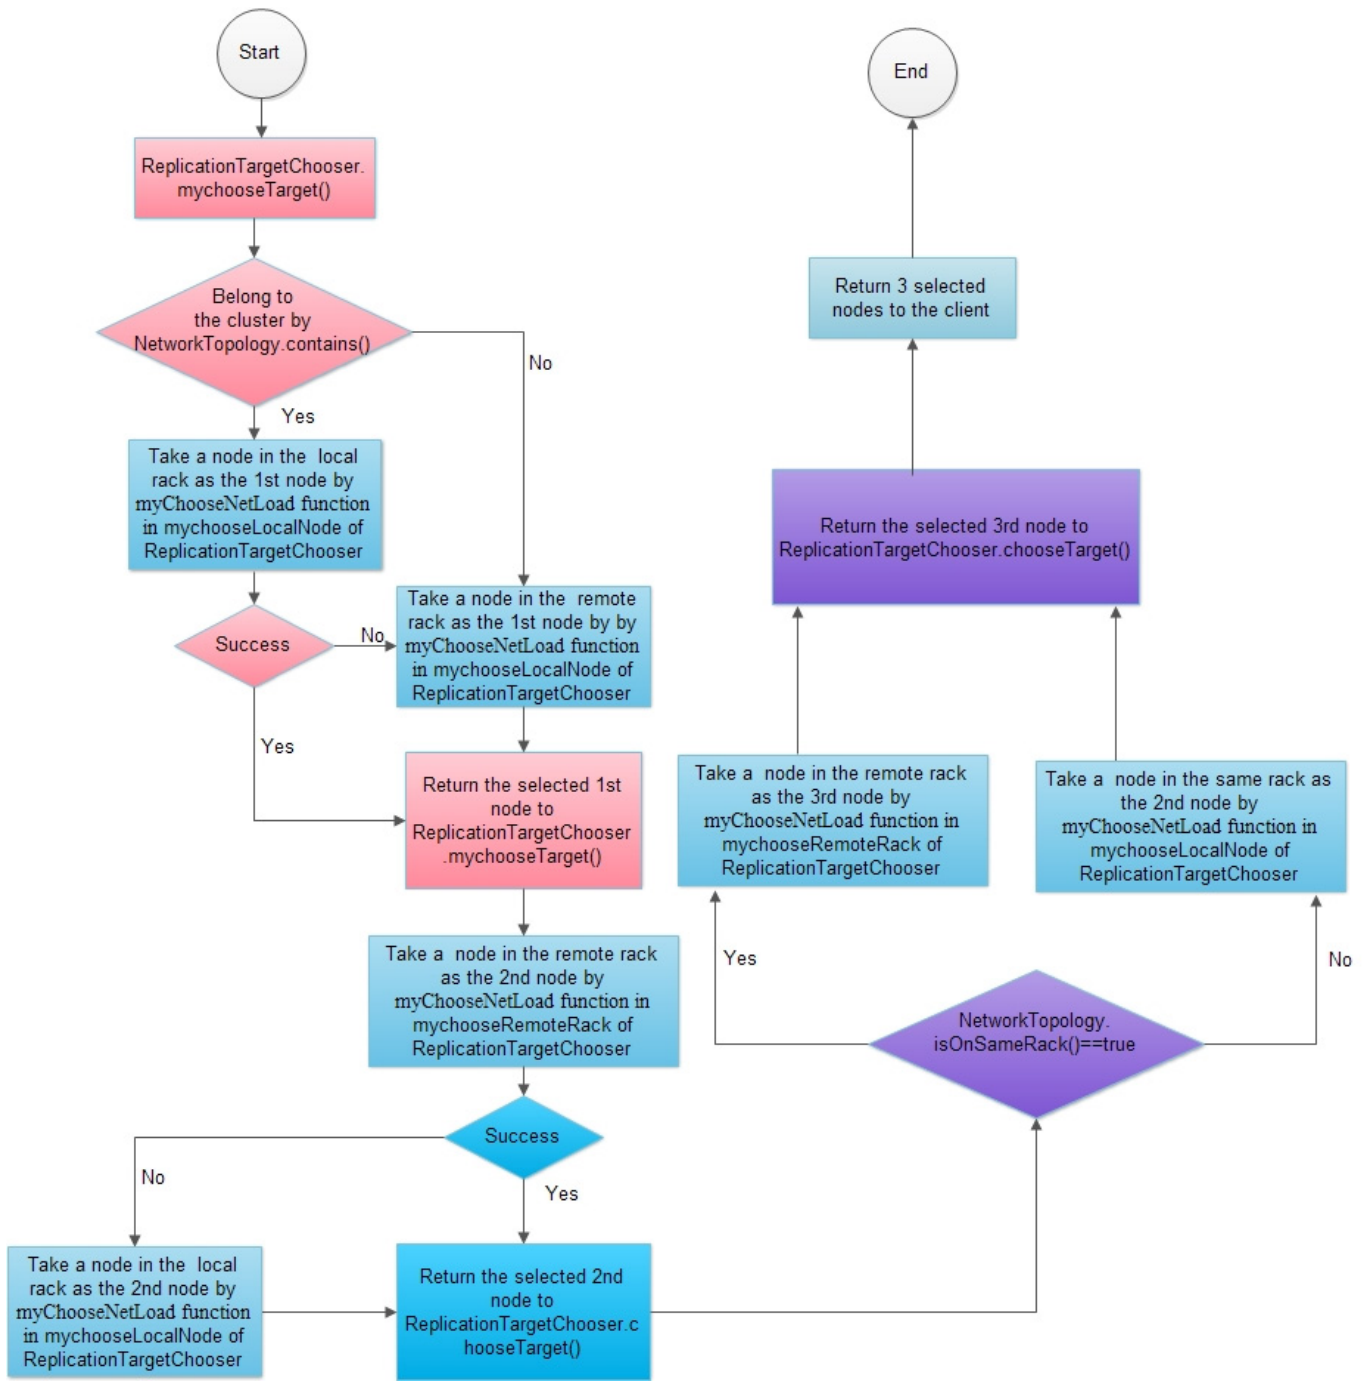 Start
ReplicationTargetChooser.
mychooseTarget()
Belong to
the cluster by
NetworkTopology.contains()
No
Yes
Take a node in the local
rack as the 1st node by
myChooseNetLoad function
in mychooseLocalNode of
ReplicationTargetChooser
Success
No
Take a node in the remote
rack as the 1st node by by
myChooseNetLoad function
in mychooseLocalNode of
ReplicationTargetChooser
Yes
Return the selected 1st
node to
ReplicationTargetChooser
.mychooseTarget()
Take a node in the remote rack
as the 2nd node by
myChooseNetLoad function in
mychooseRemoteRack of
ReplicationTargetChooser
Success
No
Yes
Take a node in the local
rack as the 2nd node by
myChooseNetLoad function
in mychooseLocalNode of
ReplicationTargetChooser
Return the selected 2nd
node to
ReplicationTargetChooser.c
hooseTarget()
NetworkTopology.
isOnSameRack()==true
Yes
No
Take a node in the remote rack
as the 3rd node by
myChooseNetLoad function in
mychooseRemoteRack of
ReplicationTargetChooser
Take a node in the same rack as
the 2nd node by
myChooseNetLoad function in
mychooseLocalNode of
ReplicationTargetChooser
Return the selected 3rd node to
ReplicationTargetChooser.chooseTarget()
Return 3 selected
nodes to the client
End